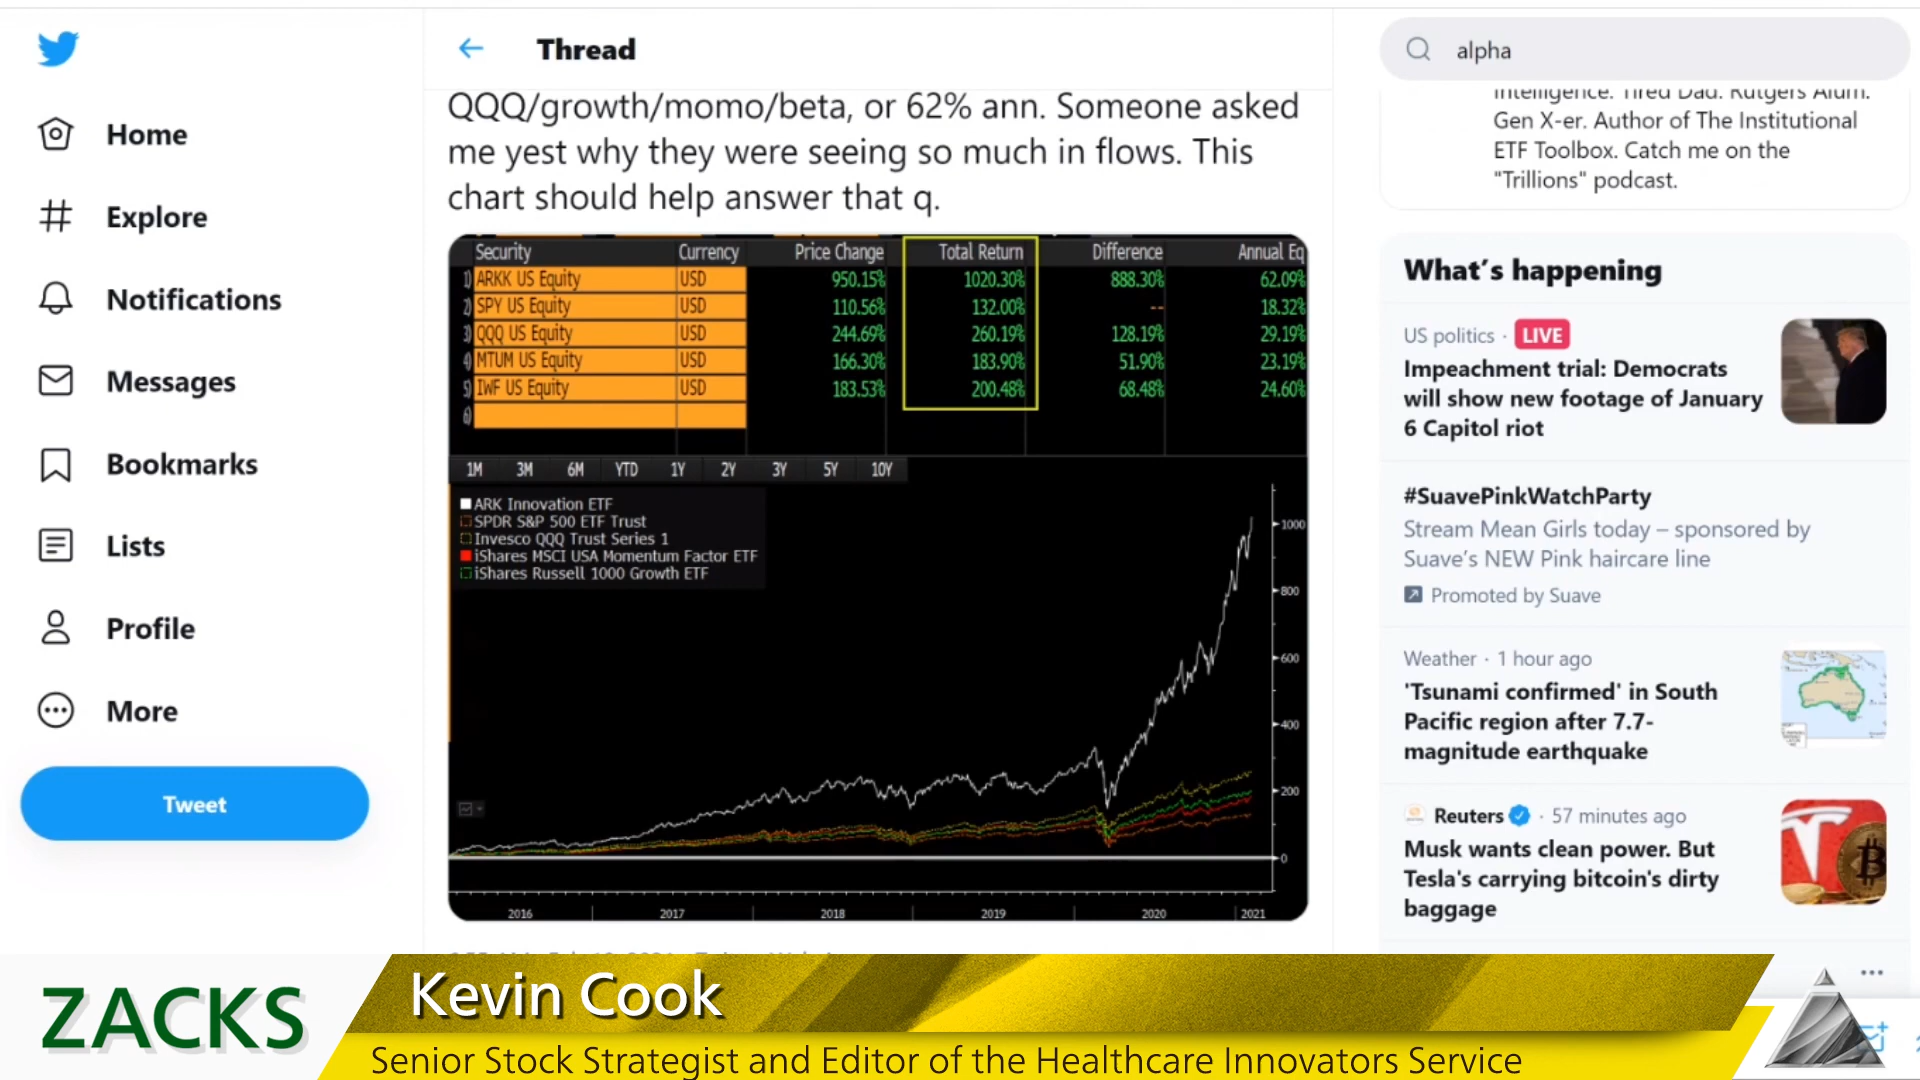 Home
Explore
Notifications
Messages
Bookmarks
Lists
Profile
More
Tweet
Thread
QQQ/growth/momo/beta, or 62% ann. Someone asked
me yest why they were seeing so much in flows. This
chart should help answer that q.
Security Currency Price Change Total Return Difference Annual Eq
1) ARKK US Equity USD 950.15% 1020.30% 888.30% 62.09%
2) SPY US Equity USD 110.56% 132.00% -- 18.32%
3) QQQ US Equity USD 244.69% 260.19% 128.19% 29.19%
4) MTUM US Equity USD 166.30% 183.90% 51.90% 23.19%
5) IWF US Equity USD 183.53% 200.48% 68.48% 24.60%
6)
1M 3M 6M YTD 1Y 2Y 3Y 5Y 10Y
ARK Innovation ETF
SPDR S&P 500 ETF Trust
Invesco QQQ Trust Series 1
iShares MSCI USA Momentum Factor ETF
iShares Russell 1000 Growth ETF
1000
800
600
400
200
0
2016 2017 2018 2019 2020 2021
alpha
Intelligence. Tired Dad. Rutgers Alum.
Gen X-er. Author of The Institutional
ETF Toolbox. Catch me on the
"Trillions" podcast.
What's happening
US politics · LIVE
Impeachment trial: Democrats
will show new footage of January
6 Capitol riot
#SuavePinkWatchParty
Stream Mean Girls today – sponsored by
Suave's NEW Pink haircare line
Promoted by Suave
Weather · 1 hour ago
'Tsunami confirmed' in South
Pacific region after 7.7-
magnitude earthquake
Reuters · 57 minutes ago
Musk wants clean power. But
Tesla's carrying bitcoin's dirty
baggage
ZACKS
Kevin Cook
Senior Stock Strategist and Editor of the Healthcare Innovators Service